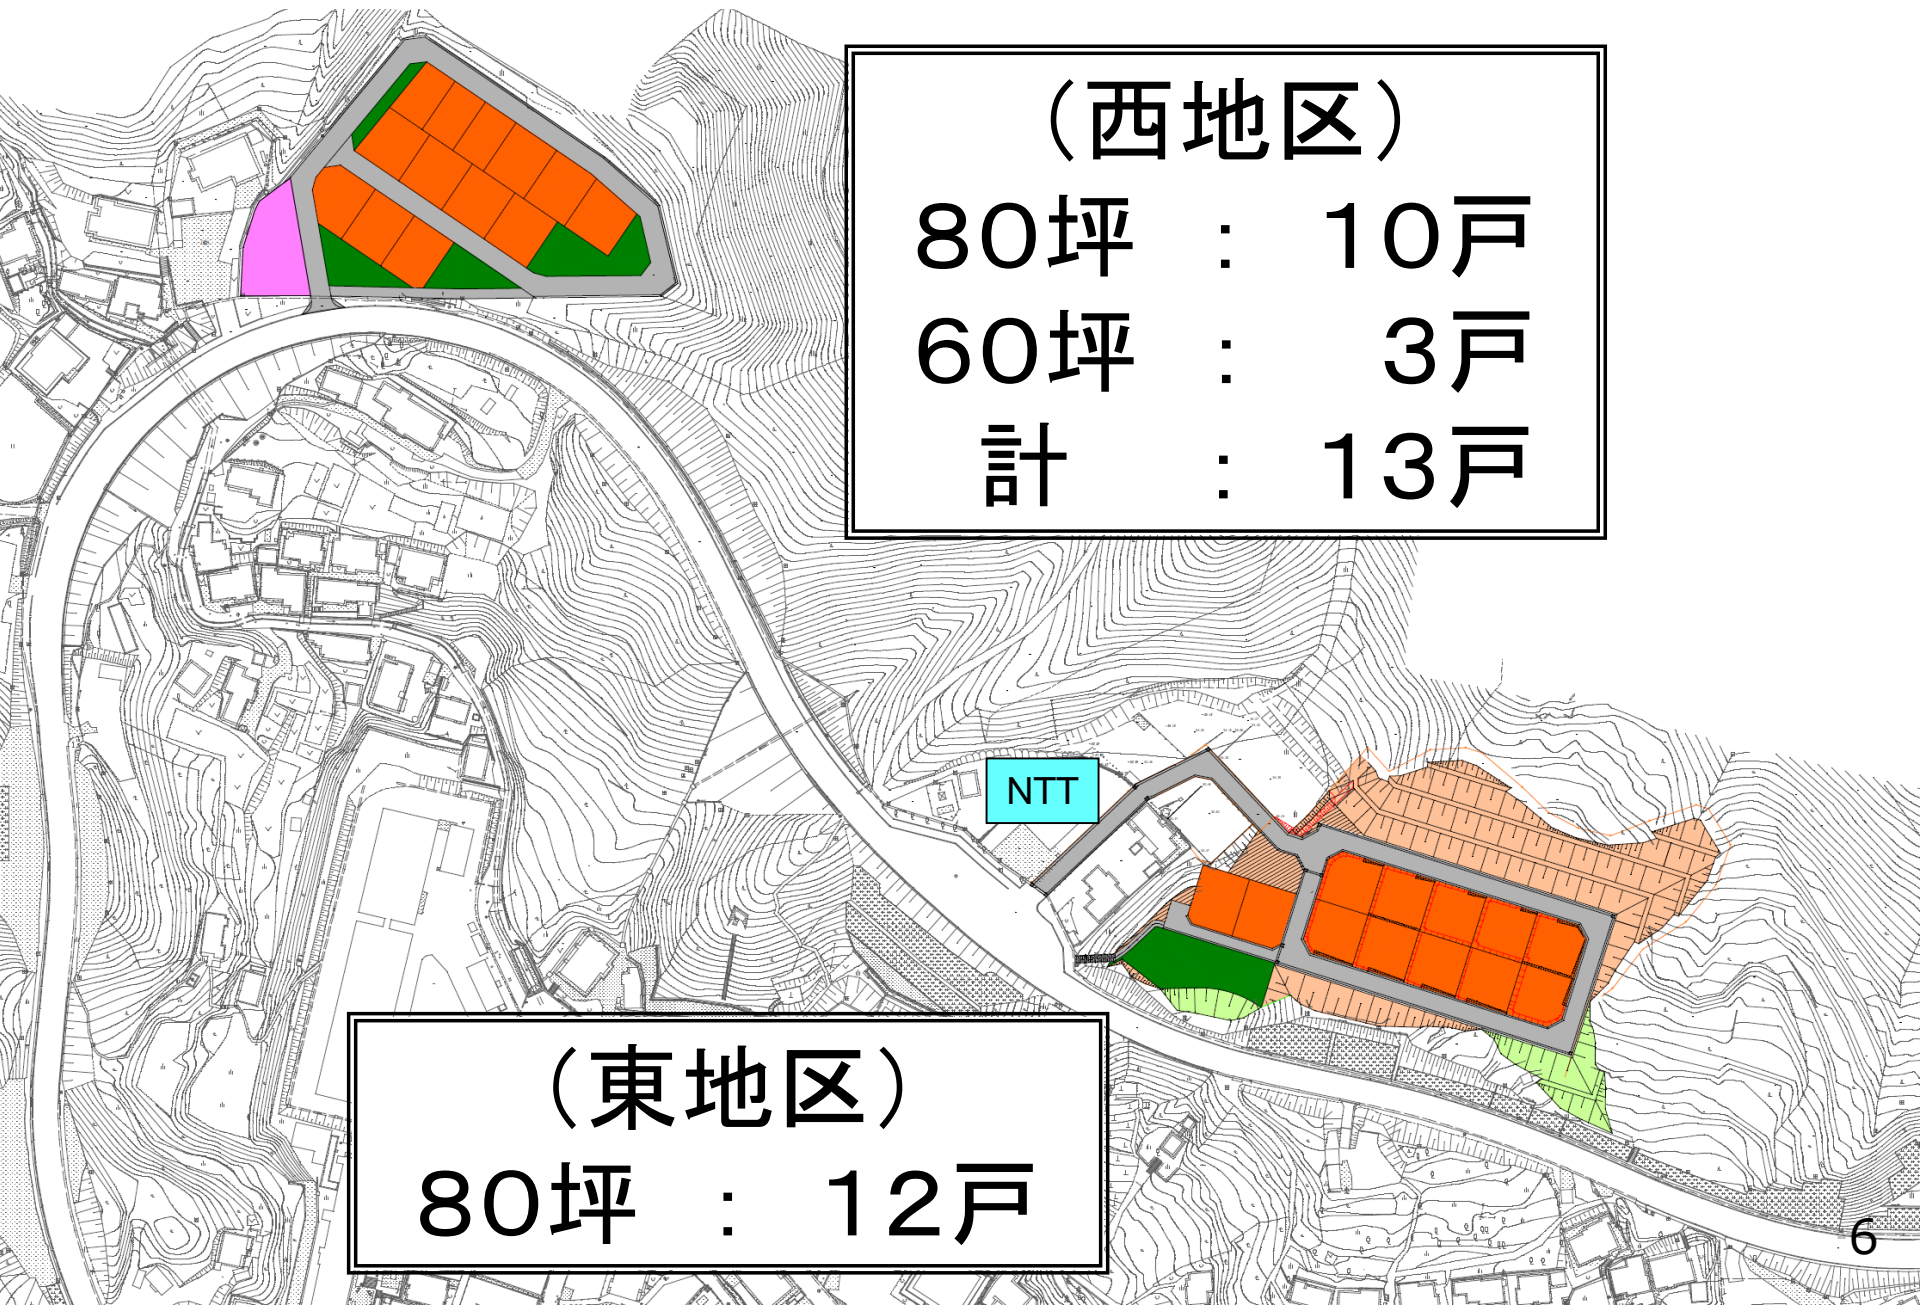 （西地区）
８０坪　：　１０戸
６０坪　：　３戸
計　：　１３戸
NTT
（東地区）
８０坪　：　１２戸
6